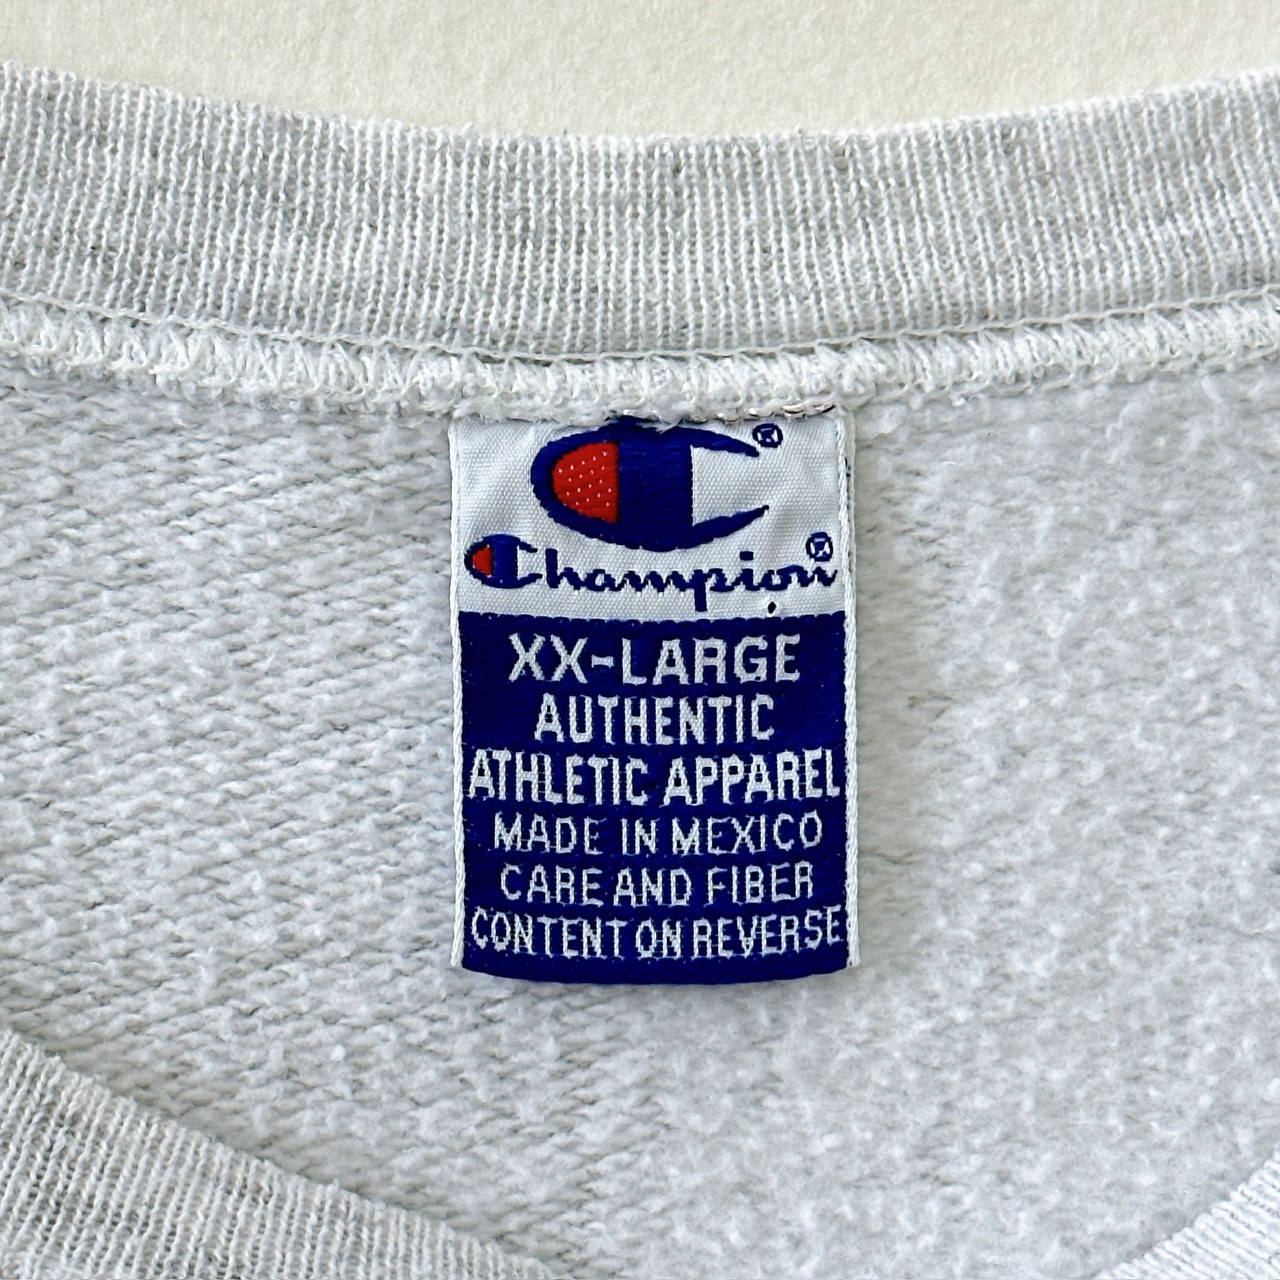 ®
Champion®
XX-LARGE
AUTHENTIC
ATHLETIC APPAREL
MADE IN MEXICO
CARE AND FIBER
CONTENT ON REVERSE